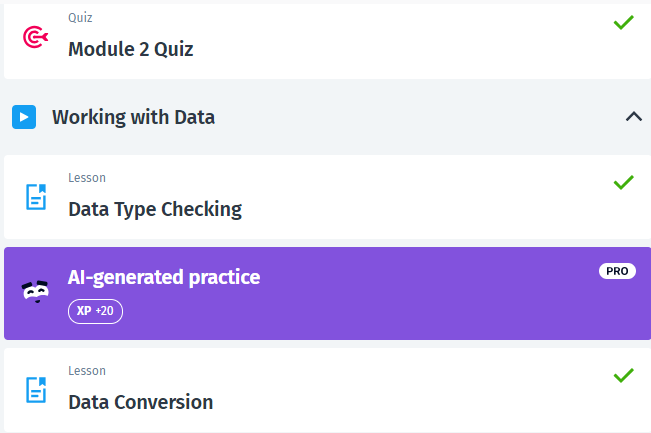 Quiz
Module 2 Quiz
Working with Data
Lesson
Data Type Checking
AI-generated practice
PRO
XP +20
Lesson
Data Conversion